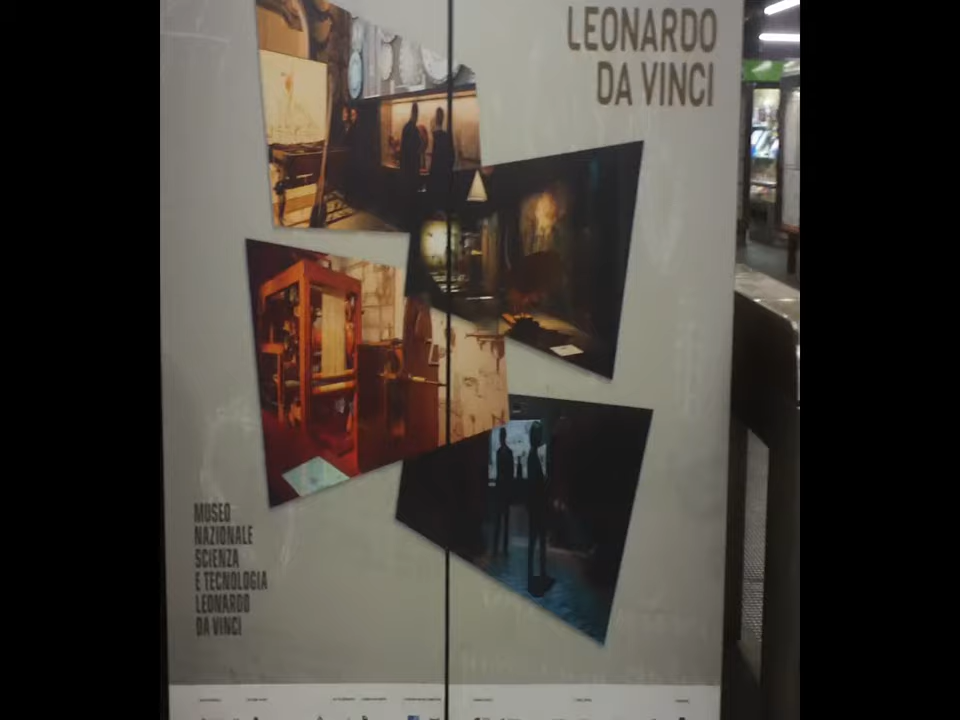 LEONARDO
DA VINCI
MUSEO
NAZIONALE
SCIENZA
E TECNOLOGIA
LEONARDO
DA VINCI